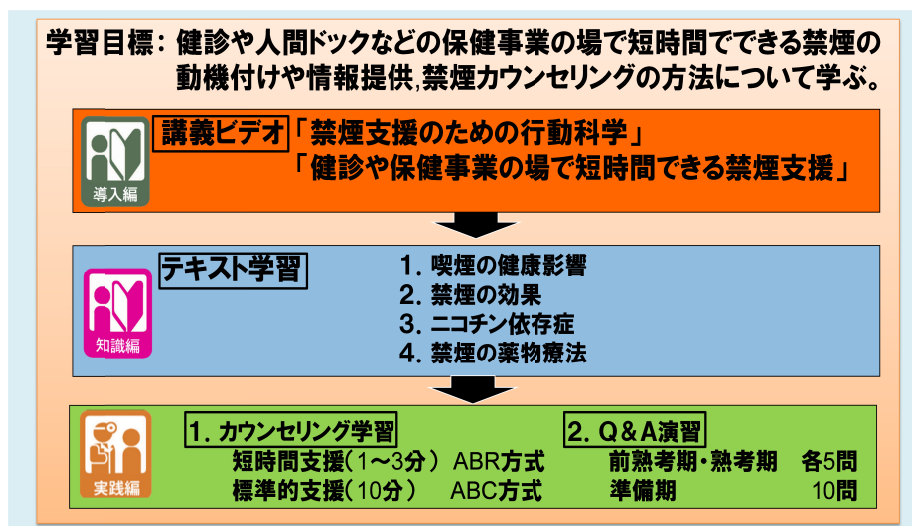 学習目標： 健診や人間ドックなどの保健事業の場で短時間でできる禁煙の
動機付けや情報提供,禁煙カウンセリングの方法について学ぶ。
導入編
講義ビデオ「禁煙支援のための行動科学」
「健診や保健事業の場で短時間できる禁煙支援」
知識編
テキスト学習
１．喫煙の健康影響
２．禁煙の効果
３．ニコチン依存症
４．禁煙の薬物療法
実践編
１．カウンセリング学習
短時間支援（１～３分） ABR方式
標準的支援（10分） ABC方式
２．Ｑ＆Ａ演習
前熟考期・熟考期 各5問
準備期 10問